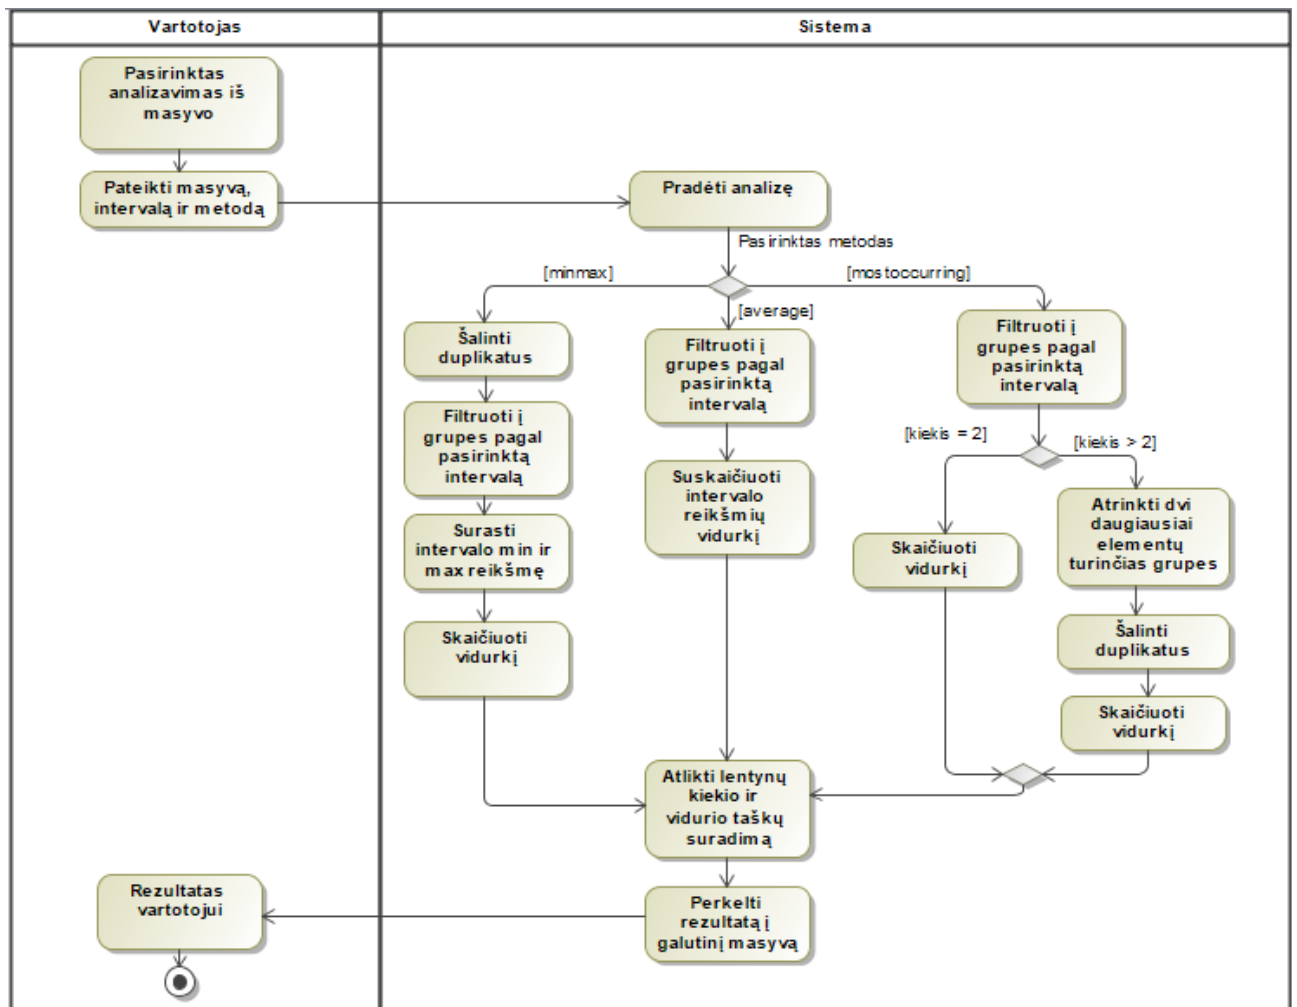 Vartotojas
Sistema
Pasirinktas
analizavimas iš
masyvo
Pateikti masyvą,
intervalą ir metodą
Pradėti analizę
Pasirinktas metodas
[minmax]
[mostoccurring]
[average]
Šalinti
duplikatus
Filtruoti į
grupes pagal
pasirinktą
intervalą
Surasti
intervalo min ir
max reikšmę
Skaičiuoti
vidurkį
Filtruoti į
grupes pagal
pasirinktą
intervalą
Suskaičiuoti
intervalo
reikšmių
vidurkį
Filtruoti į
grupes pagal
pasirinktą
intervalą
[kiekis = 2]
[kiekis > 2]
Skaičiuoti
vidurkį
Atrinkti dvi
daugiausiai
elementų
turinčias grupes
Šalinti
duplikatus
Skaičiuoti
vidurkį
Atlikti lentynų
kiekio ir
vidurio taškų
suradimą
Perkelti
rezultatą į
galutinį masyvą
Rezultatas
vartotojui